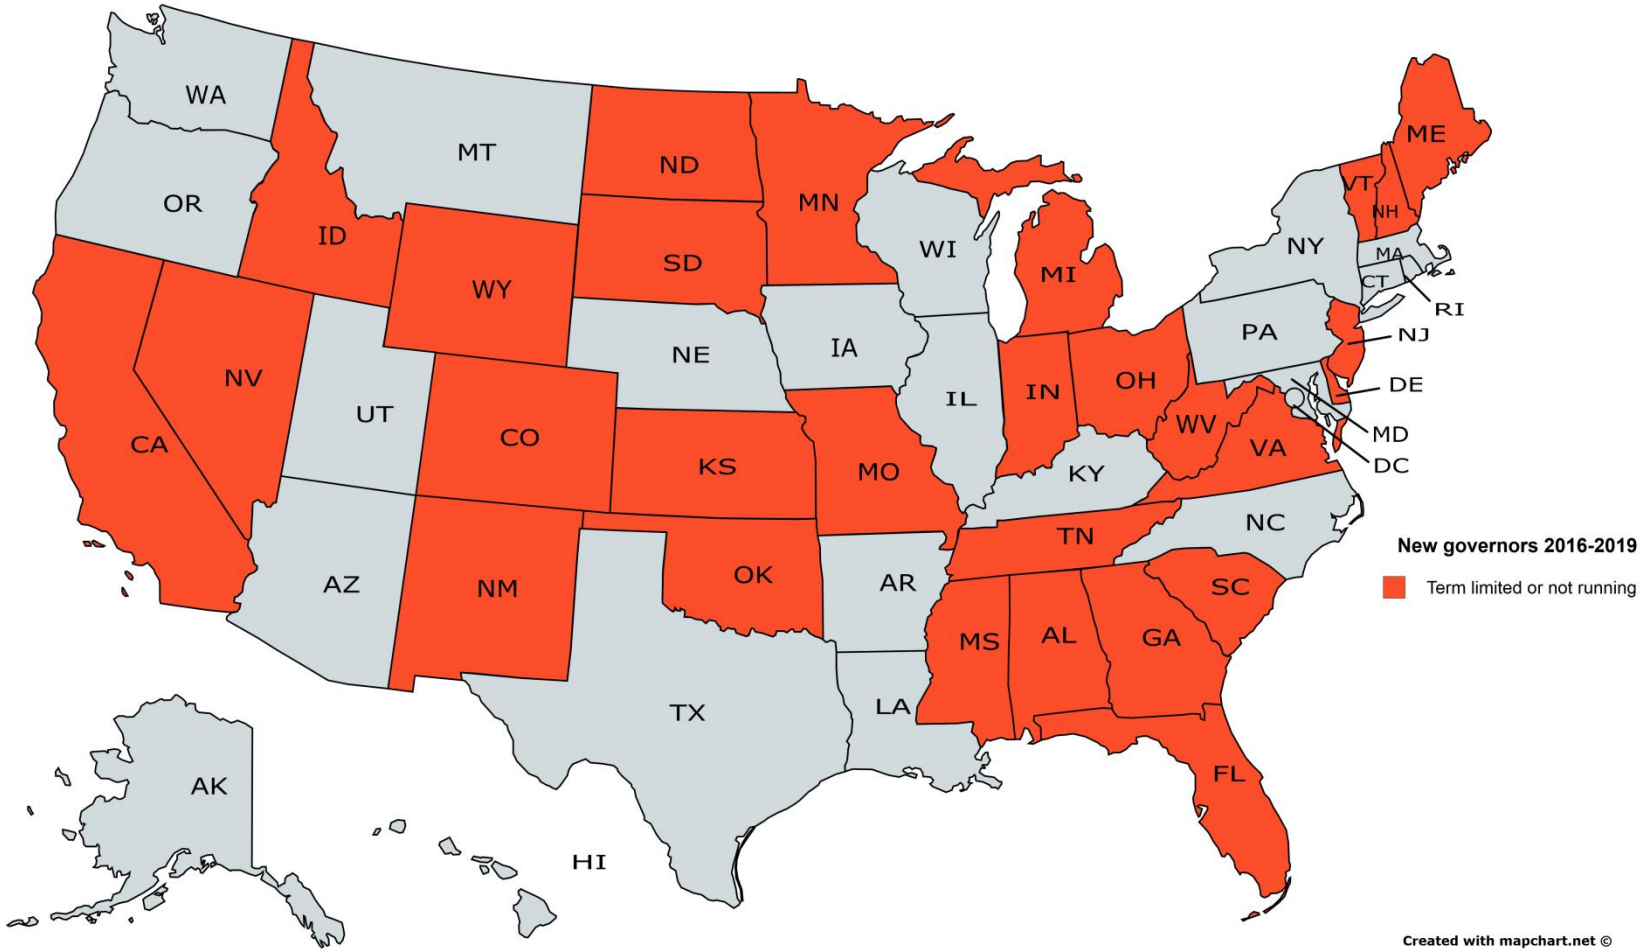 WA
MT
ND
MN
ME
OR
ID
WY
SD
WI
MI
VT
NH
NY
MA
CT
RI
NV
UT
CO
NE
IA
IL
IN
OH
PA
NJ
DE
MD
DC
CA
KS
MO
KY
WV
VA
AZ
NM
OK
AR
TN
NC
SC
TX
LA
MS
AL
GA
FL
AK
HI
New governors 2016-2019
Term limited or not running
Created with mapchart.net ©